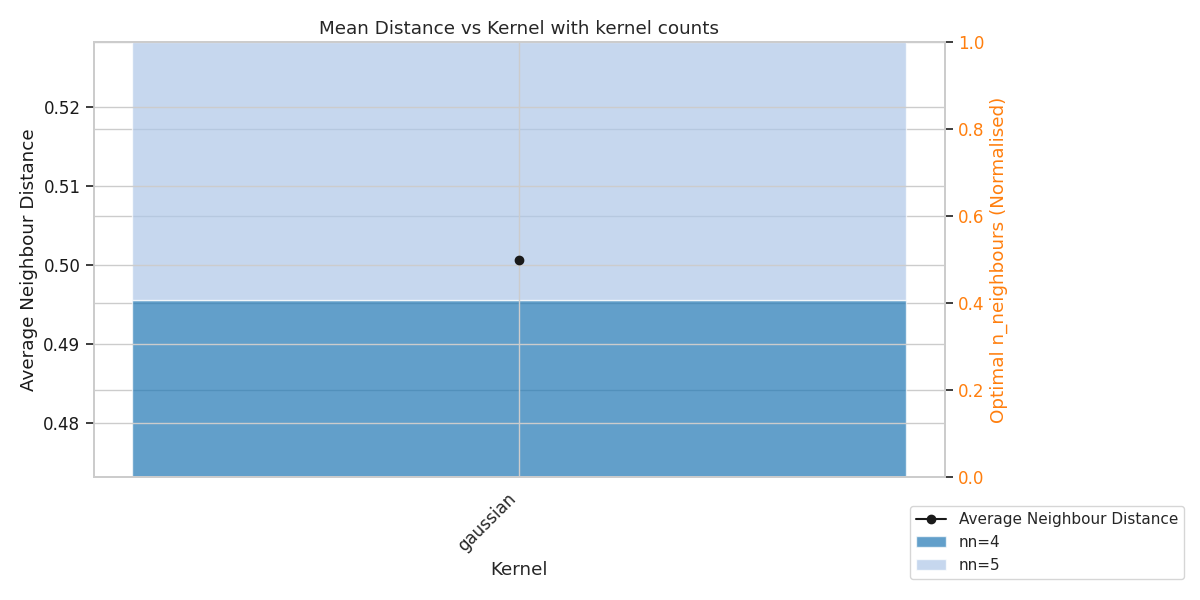 Mean Distance vs Kernel with kernel counts
Average Neighbour Distance
0.52
0.51
0.50
0.49
0.48
1.0
0.8
0.6
0.4
0.2
0.0
Optimal n_neighbours (Normalised)
gaussian
Kernel
Average Neighbour Distance
nn=4
nn=5